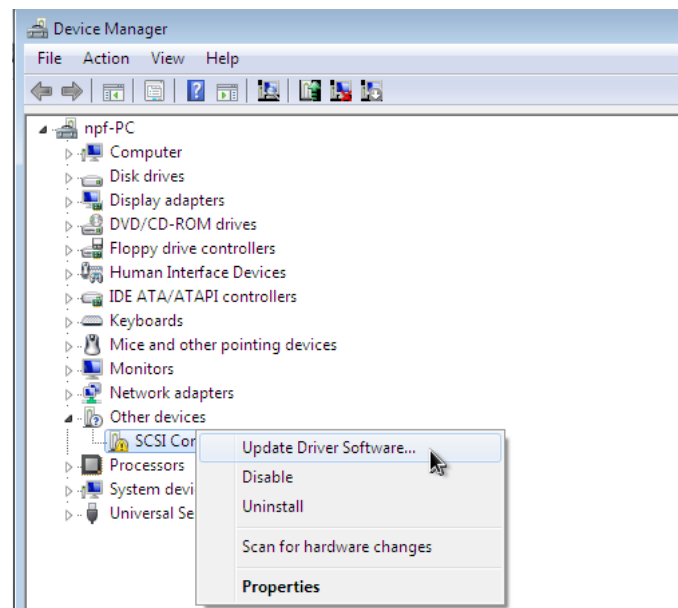 Device Manager
File Action View Help
npf-PC
Computer
Disk drives
Display adapters
DVD/CD-ROM drives
Floppy drive controllers
Human Interface Devices
IDE ATA/ATAPI controllers
Keyboards
Mice and other pointing devices
Monitors
Network adapters
Other devices
SCSI Cor
Update Driver Software...
Processors
Disable
System devi
Uninstall
Universal Se
Scan for hardware changes
Properties